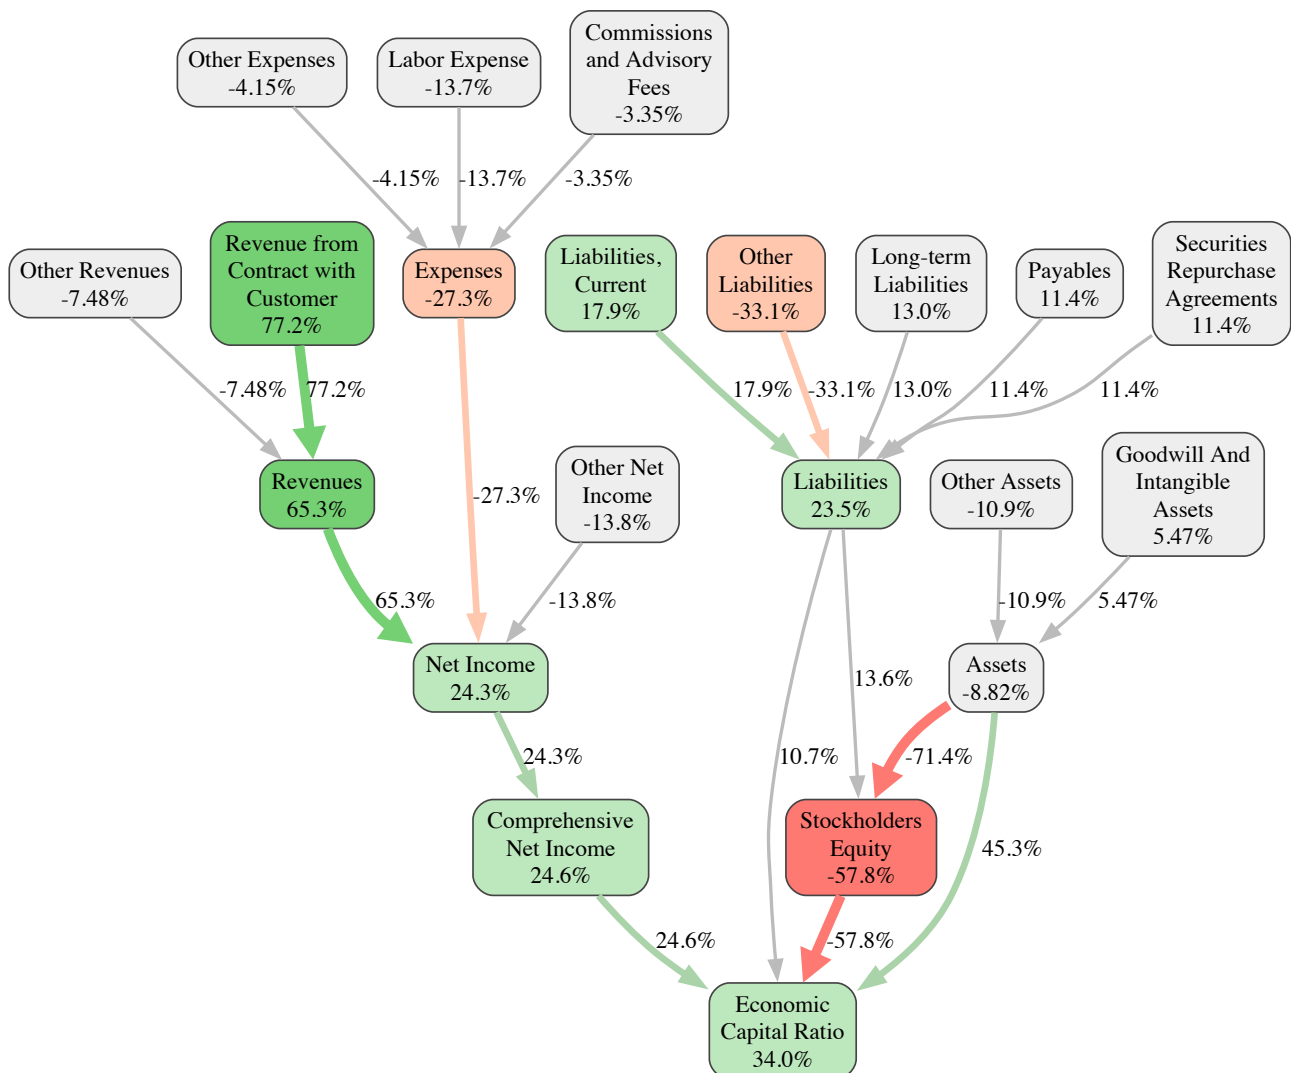 Other Expenses
-4.15%
Labor Expense
-13.7%
Commissions
and Advisory
Fees
-3.35%
-4.15%
-13.7%
-3.35%
Other Revenues
-7.48%
Revenue from
Contract with
Customer
77.2%
Expenses
-27.3%
Liabilities,
Current
17.9%
Other
Liabilities
-33.1%
Long-term
Liabilities
13.0%
Payables
11.4%
Securities
Repurchase
Agreements
11.4%
-7.48%
77.2%
17.9%
-33.1%
13.0%
11.4%
11.4%
Revenues
65.3%
-27.3%
Other Net
Income
-13.8%
Liabilities
23.5%
Other Assets
-10.9%
Goodwill And
Intangible
Assets
5.47%
65.3%
-13.8%
-10.9%
5.47%
Net Income
24.3%
13.6%
Assets
-8.82%
24.3%
10.7%
-71.4%
Comprehensive
Net Income
24.6%
Stockholders
Equity
-57.8%
45.3%
24.6%
-57.8%
Economic
Capital Ratio
34.0%